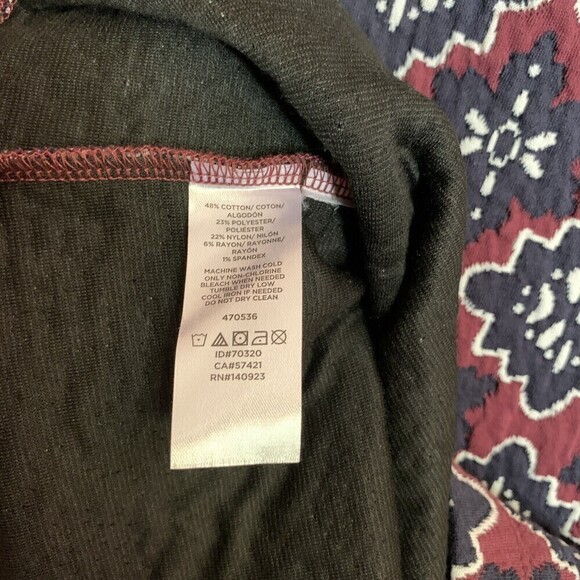 48% COTTON/ COTON/
ALGODÓN
23% POLYESTER/
POLIÉSTER
22% NYLON/ NILÓN
6% RAYON/ RAYONNE/
RAYÓN
1% SPANDEX
MACHINE WASH COLD
ONLY NON-CHLORINE
BLEACH WHEN NEEDED
TUMBLE DRY LOW
COOL IRON IF NEEDED
DO NOT DRY CLEAN
470536
ID#70320
CA#57421
RN#140923